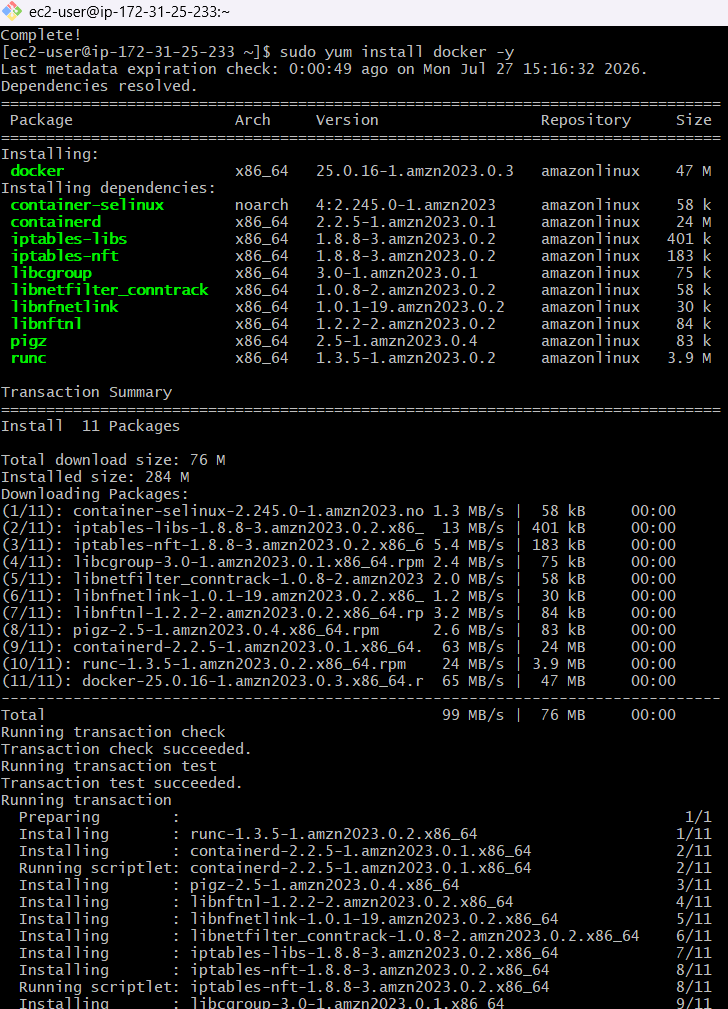 ec2-user@ip-172-31-25-233:~
Complete!
[ec2-user@ip-172-31-25-233 ~]$ sudo yum install docker -y
Last metadata expiration check: 0:00:49 ago on Mon Jul 27 15:16:32 2026.
Dependencies resolved.
================================================================================
 Package                  Arch     Version                  Repository     Size
================================================================================
Installing:
 docker                   x86_64   25.0.16-1.amzn2023.0.3   amazonlinux    47 M
Installing dependencies:
 container-selinux        noarch   4:2.245.0-1.amzn2023     amazonlinux    58 k
 containerd               x86_64   2.2.5-1.amzn2023.0.1     amazonlinux    24 M
 iptables-libs            x86_64   1.8.8-3.amzn2023.0.2     amazonlinux   401 k
 iptables-nft             x86_64   1.8.8-3.amzn2023.0.2     amazonlinux   183 k
 libcgroup                x86_64   3.0-1.amzn2023.0.1       amazonlinux    75 k
 libnetfilter_conntrack   x86_64   1.0.8-2.amzn2023.0.2     amazonlinux    58 k
 libnfnetlink             x86_64   1.0.1-19.amzn2023.0.2    amazonlinux    30 k
 libnftnl                 x86_64   1.2.2-2.amzn2023.0.2     amazonlinux    84 k
 pigz                     x86_64   2.5-1.amzn2023.0.4       amazonlinux    83 k
 runc                     x86_64   1.3.5-1.amzn2023.0.2     amazonlinux   3.9 M
Transaction Summary
================================================================================
Install  11 Packages
Total download size: 76 M
Installed size: 284 M
Downloading Packages:
(1/11): container-selinux-2.245.0-1.amzn2023.no 1.3 MB/s |  58 kB     00:00
(2/11): iptables-libs-1.8.8-3.amzn2023.0.2.x86_  13 MB/s | 401 kB     00:00
(3/11): iptables-nft-1.8.8-3.amzn2023.0.2.x86_6 5.4 MB/s | 183 kB     00:00
(4/11): libcgroup-3.0-1.amzn2023.0.1.x86_64.rpm 2.4 MB/s |  75 kB     00:00
(5/11): libnetfilter_conntrack-1.0.8-2.amzn2023 2.0 MB/s |  58 kB     00:00
(6/11): libnfnetlink-1.0.1-19.amzn2023.0.2.x86_ 1.2 MB/s |  30 kB     00:00
(7/11): libnftnl-1.2.2-2.amzn2023.0.2.x86_64.rp 3.2 MB/s |  84 kB     00:00
(8/11): pigz-2.5-1.amzn2023.0.4.x86_64.rpm      2.6 MB/s |  83 kB     00:00
(9/11): containerd-2.2.5-1.amzn2023.0.1.x86_64.  63 MB/s |  24 MB     00:00
(10/11): runc-1.3.5-1.amzn2023.0.2.x86_64.rpm    24 MB/s | 3.9 MB     00:00
(11/11): docker-25.0.16-1.amzn2023.0.3.x86_64.r  65 MB/s |  47 MB     00:00
--------------------------------------------------------------------------------
Total                                            99 MB/s |  76 MB     00:00
Running transaction check
Transaction check succeeded.
Running transaction test
Transaction test succeeded.
Running transaction
  Preparing        :                                                        1/1
  Installing       : runc-1.3.5-1.amzn2023.0.2.x86_64                      1/11
  Installing       : containerd-2.2.5-1.amzn2023.0.1.x86_64                2/11
  Running scriptlet: containerd-2.2.5-1.amzn2023.0.1.x86_64                2/11
  Installing       : pigz-2.5-1.amzn2023.0.4.x86_64                        3/11
  Installing       : libnftnl-1.2.2-2.amzn2023.0.2.x86_64                  4/11
  Installing       : libnfnetlink-1.0.1-19.amzn2023.0.2.x86_64             5/11
  Installing       : libnetfilter_conntrack-1.0.8-2.amzn2023.0.2.x86_64    6/11
  Installing       : iptables-libs-1.8.8-3.amzn2023.0.2.x86_64             7/11
  Installing       : iptables-nft-1.8.8-3.amzn2023.0.2.x86_64              8/11
  Running scriptlet: iptables-nft-1.8.8-3.amzn2023.0.2.x86_64              8/11
  Installing       : libcgroup-3.0-1.amzn2023.0.1.x86_64                   9/11